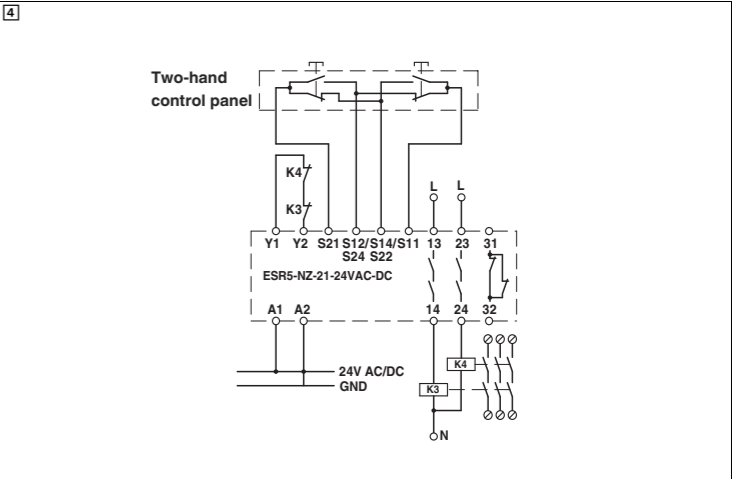 4
Two-hand
control panel
K4
L L
K3
Y1 Y2 S21 S12/S14/S11 13 23 31
S24 S22
ESR5-NZ-21-24VAC-DC
A1 A2 14 24 32
K4
24V AC/DC
GND
K3
N